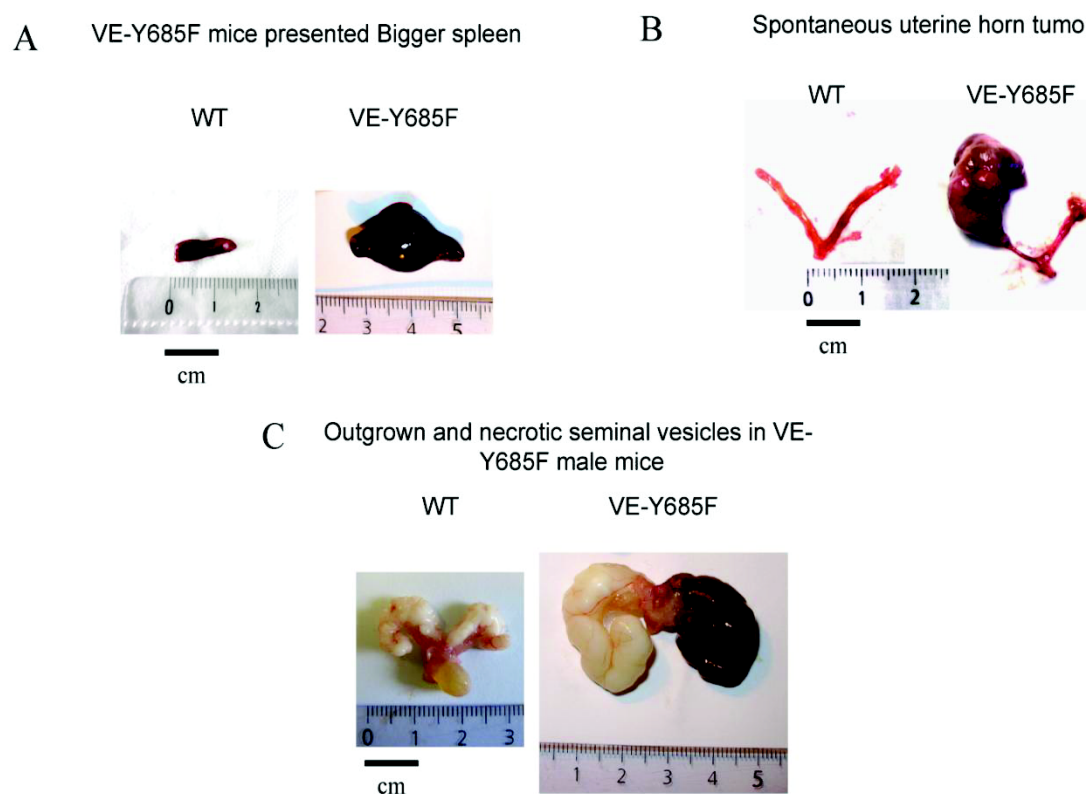 A
VE-Y685F mice presented Bigger spleen
WT
VE-Y685F
0 1 2
2 3 4 5
cm
B
Spontaneous uterine horn tumo
WT
VE-Y685F
0 1 2
cm
C
Outgrown and necrotic seminal vesicles in VE-
Y685F male mice
WT
VE-Y685F
0 1 2 3
1 2 3 4 5
cm